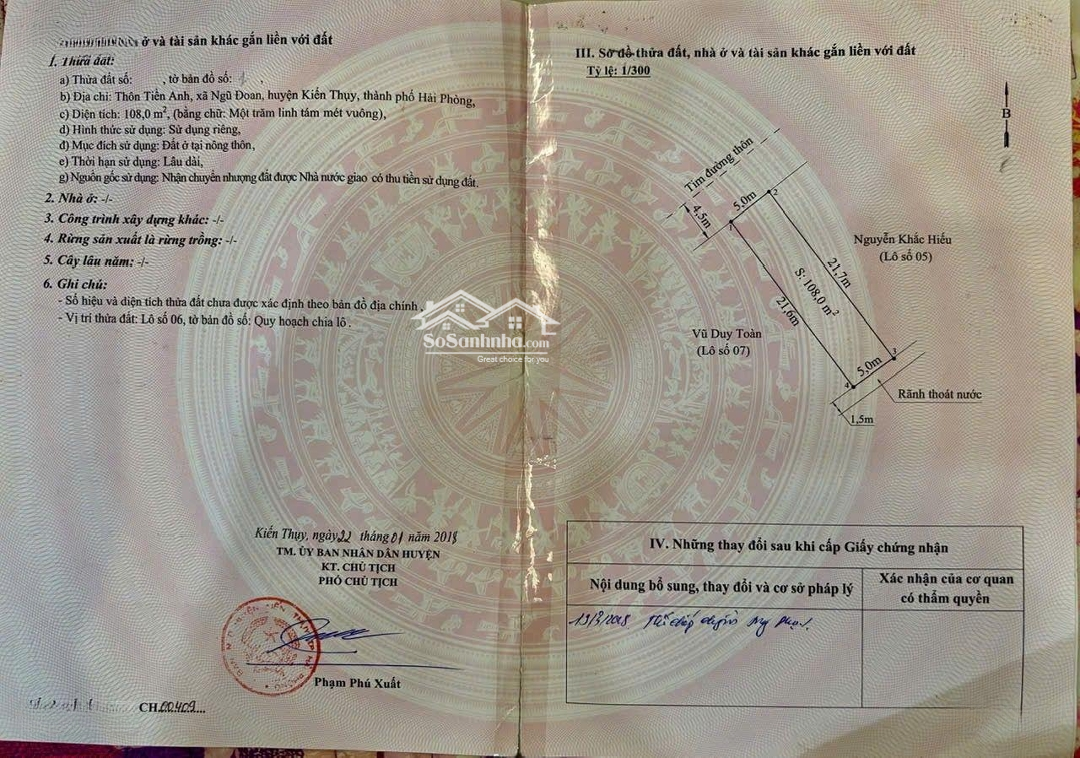 ở và tài sản khác gắn liền với đất
1. Thửa đất:
a) Thửa đất số: , tờ bản đồ số: ,
b) Địa chỉ: Thôn Tiền Anh, xã Ngũ Đoan, huyện Kiến Thụy, thành phố Hải Phòng,
c) Diện tích: 108,0 m², (bằng chữ: Một trăm linh tám mét vuông),
d) Hình thức sử dụng: Sử dụng riêng,
đ) Mục đích sử dụng: Đất ở tại nông thôn,
e) Thời hạn sử dụng: Lâu dài,
g) Nguồn gốc sử dụng: Nhận chuyển nhượng đất được Nhà nước giao có thu tiền sử dụng đất.
2. Nhà ở: -/-
3. Công trình xây dựng khác: -/-
4. Rừng sản xuất là rừng trồng: -/-
5. Cây lâu năm: -/-
6. Ghi chú:
- Số hiệu và diện tích thửa đất chưa được xác định theo bản đồ địa chính,
- Vị trí thửa đất: Lô số 06, tờ bản đồ số: Quy hoạch chia lô.
SoSanhnha.com
Great choice for you
Kiến Thụy, ngày 22 tháng 01 năm 2018
TM. ỦY BAN NHÂN DÂN HUYỆN
KT. CHỦ TỊCH
PHÓ CHỦ TỊCH
Phạm Phú Xuất
CH.00409...
III. Sơ đồ thửa đất, nhà ở và tài sản khác gắn liền với đất
Tỷ lệ: 1/300
B
Tim đường thôn
4,5m
5,0m
1
2
Nguyễn Khắc Hiếu
(Lô số 05)
21,7m
S: 108,0 m²
21,6m
Vũ Duy Toàn
(Lô số 07)
3
5,0m
4
Rãnh thoát nước
1,5m
IV. Những thay đổi sau khi cấp Giấy chứng nhận
Nội dung bổ sung, thay đổi và cơ sở pháp lý
Xác nhận của cơ quan
có thẩm quyền